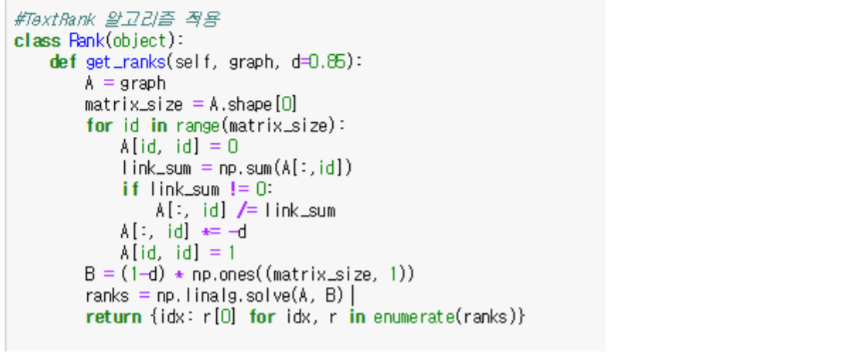 #TextRank 알고리즘 적용
class Rank(object):
    def get_ranks(self, graph, d=0.85):
        A = graph
        matrix_size = A.shape[0]
        for id in range(matrix_size):
            A[id, id] = 0
            link_sum = np.sum(A[:,id])
            if link_sum != 0:
                A[:, id] /= link_sum
            A[:, id] *= -d
            A[id, id] = 1
        B = (1-d) * np.ones((matrix_size, 1))
        ranks = np.linalg.solve(A, B)
        return {idx: r[0] for idx, r in enumerate(ranks)}